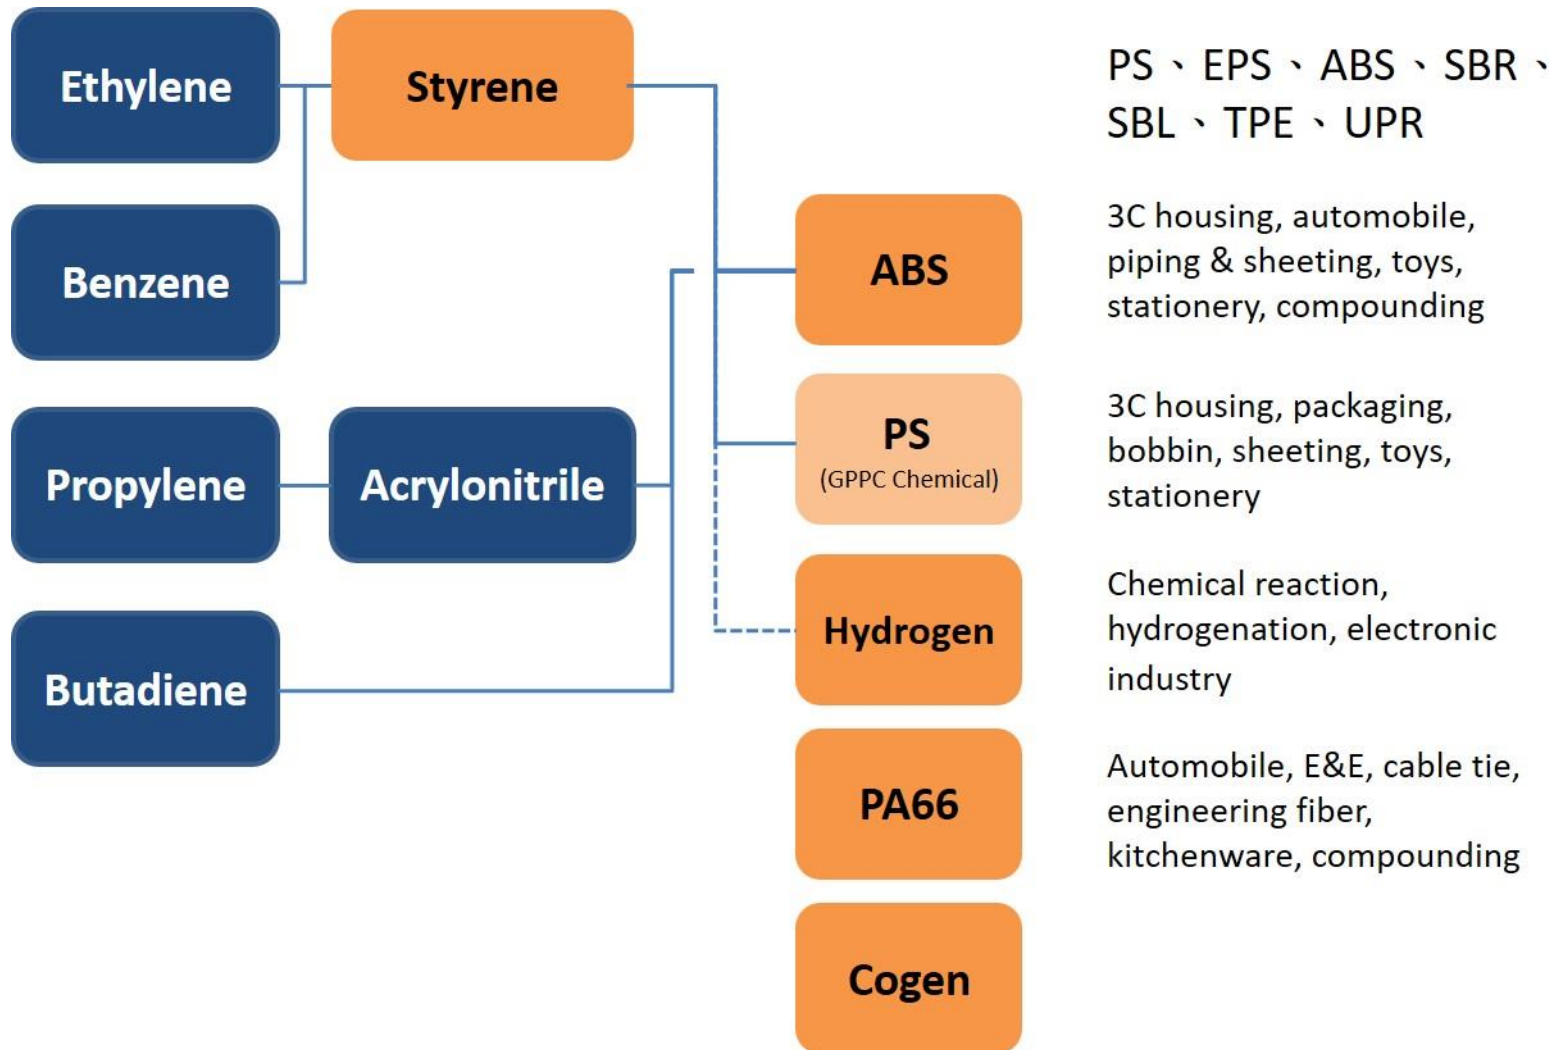 Ethylene
Styrene
PS、EPS、ABS、SBR、
SBL、TPE、UPR
Benzene
ABS
3C housing, automobile,
piping & sheeting, toys,
stationery, compounding
Propylene
Acrylonitrile
PS
(GPPC Chemical)
3C housing, packaging,
bobbin, sheeting, toys,
stationery
Butadiene
Hydrogen
Chemical reaction,
hydrogenation, electronic
industry
PA66
Automobile, E&E, cable tie,
engineering fiber,
kitchenware, compounding
Cogen